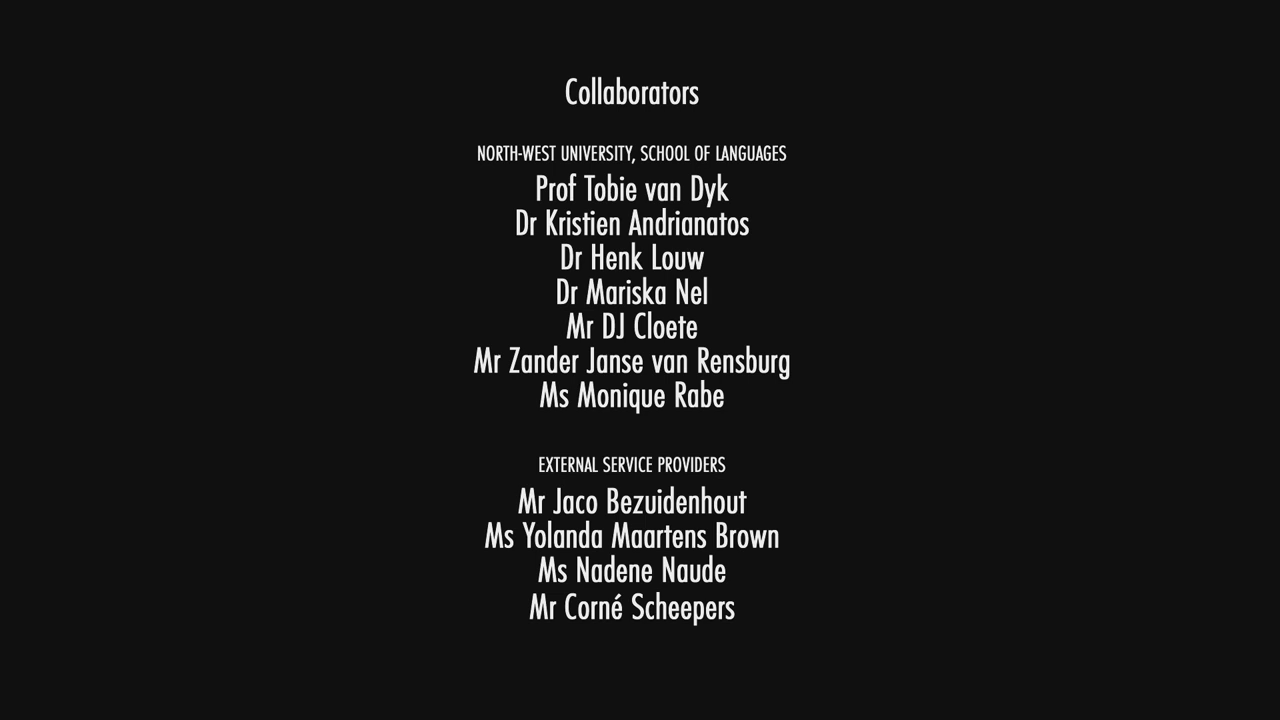 Collaborators
NORTH-WEST UNIVERSITY, SCHOOL OF LANGUAGES
Prof Tobie van Dyk
Dr Kristien Andrianatos
Dr Henk Louw
Dr Mariska Nel
Mr DJ Cloete
Mr Zander Janse van Rensburg
Ms Monique Rabe
EXTERNAL SERVICE PROVIDERS
Mr Jaco Bezuidenhout
Ms Yolanda Maartens Brown
Ms Nadene Naude
Mr Corné Scheepers